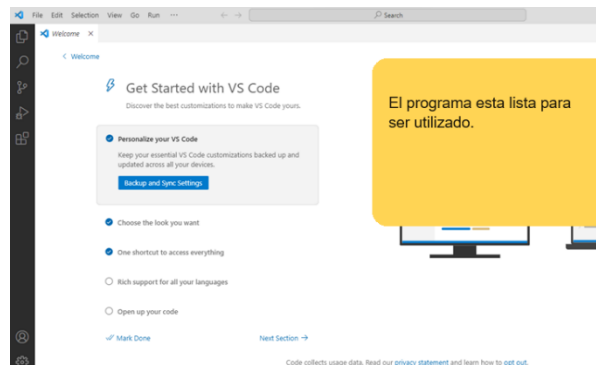 File Edit Selection View Go Run ··· Search
Welcome
Welcome
Get Started with VS Code
Discover the best customizations to make VS Code yours.
Personalize your VS Code
Keep your essential VS Code customizations backed up and
updated across all your devices.
Backup and Sync Settings
Choose the look you want
One shortcut to access everything
Rich support for all your languages
Open up your code
Mark Done Next Section
El programa esta lista para
ser utilizado.
Code collects usage data. Read our privacy statement and learn how to opt out.